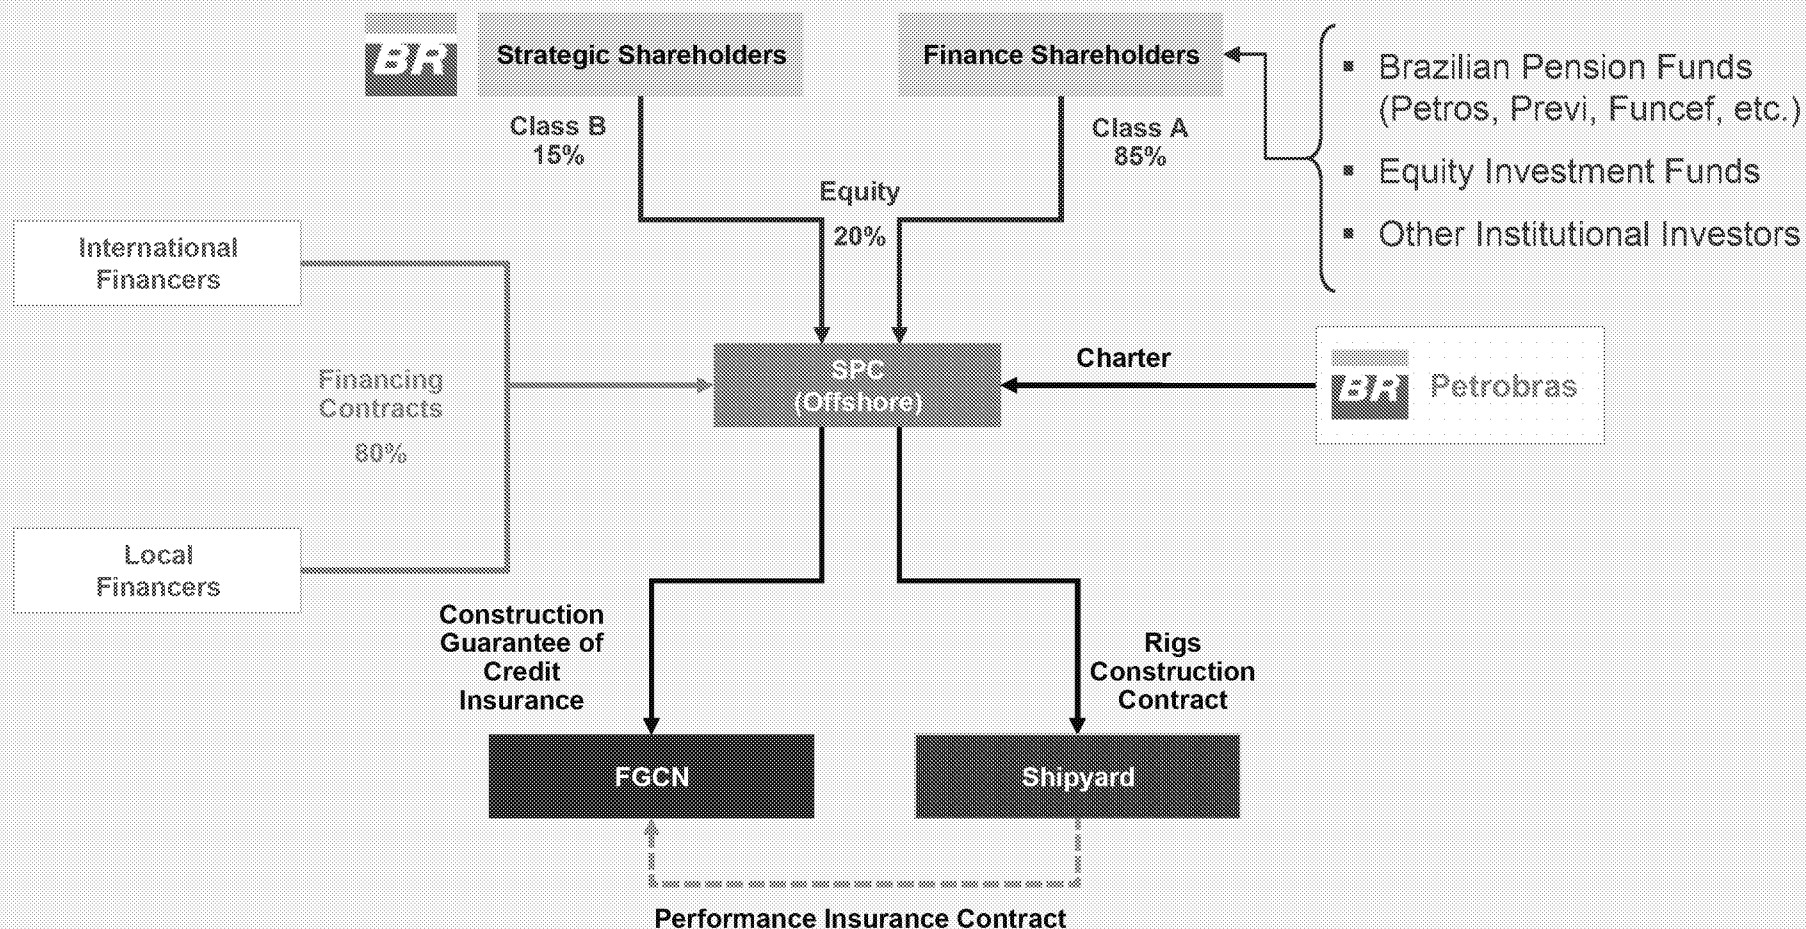 BR
Strategic Shareholders
Finance Shareholders
▪ Brazilian Pension Funds
(Petros, Previ, Funcef, etc.)
▪ Equity Investment Funds
▪ Other Institutional Investors
Class B
15%
Class A
85%
Equity
20%
International
Financers
Financing
Contracts
80%
Local
Financers
SPC
(Offshore)
Charter
BR
Petrobras
Construction
Guarantee of
Credit
Insurance
Rigs
Construction
Contract
FGCN
Shipyard
Performance Insurance Contract